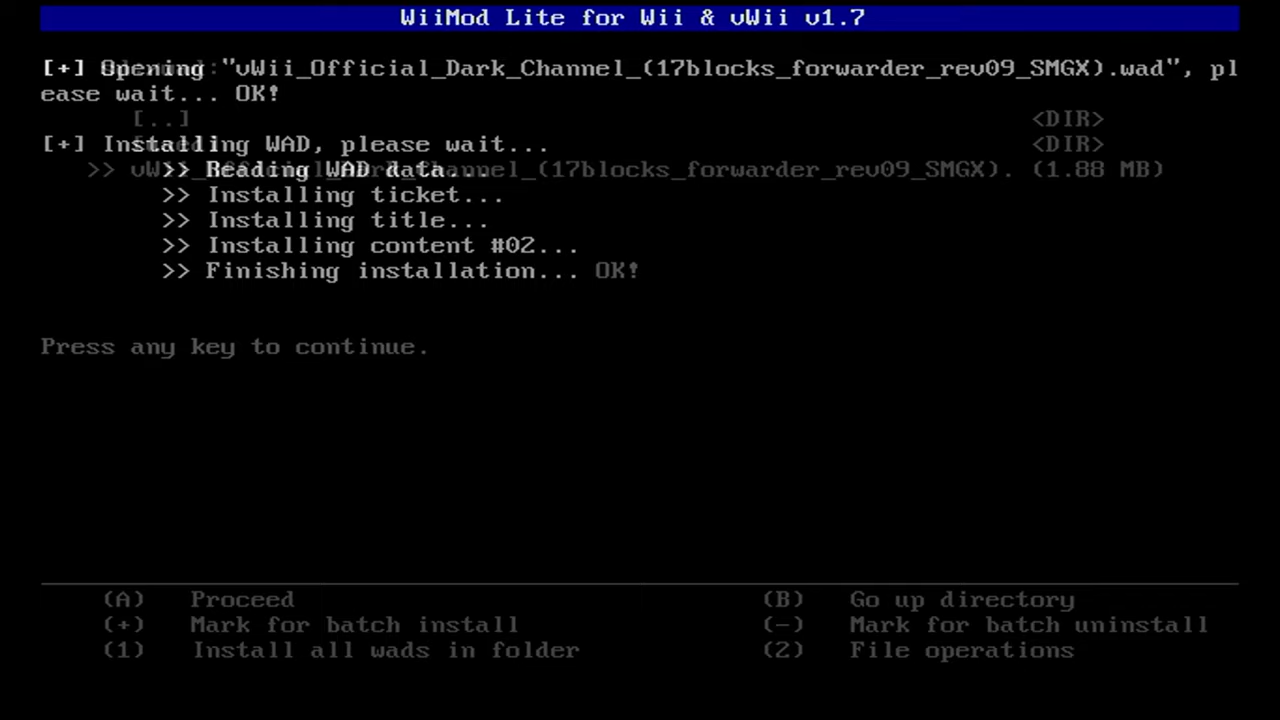 WiiMod Lite for Wii & vWii v1.7
[+] Opening "vWii_Official_Dark_Channel_(17blocks_forwarder_rev09_SMGX).wad", pl
ease wait... OK!
[..] <DIR>
[+] Installing WAD, please wait...
<DIR>
>> Reading WAD data...
>> vWii_Official_Dark_Channel_(17blocks_forwarder_rev09_SMGX). (1.88 MB)
>> Installing ticket...
>> Installing title...
>> Installing content #02...
>> Finishing installation... OK!
Press any key to continue.
(A) Proceed (B) Go up directory
(+) Mark for batch install (-) Mark for batch uninstall
(1) Install all wads in folder (2) File operations